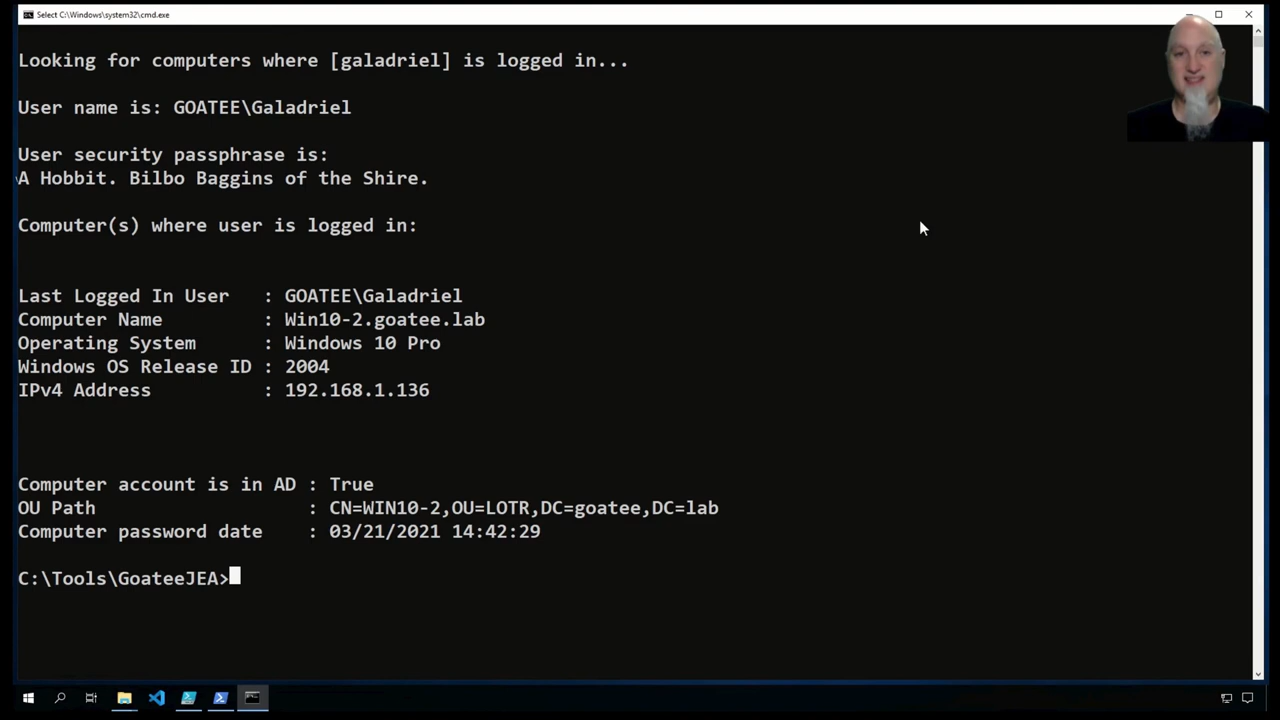 Select C:\Windows\system32\cmd.exe
Looking for computers where [galadriel] is logged in...
User name is: GOATEE\Galadriel
User security passphrase is:
A Hobbit. Bilbo Baggins of the Shire.
Computer(s) where user is logged in:
Last Logged In User : GOATEE\Galadriel
Computer Name : Win10-2.goatee.lab
Operating System : Windows 10 Pro
Windows OS Release ID : 2004
IPv4 Address : 192.168.1.136
Computer account is in AD : True
OU Path : CN=WIN10-2,OU=LOTR,DC=goatee,DC=lab
Computer password date : 03/21/2021 14:42:29
C:\Tools\GoateeJEA>